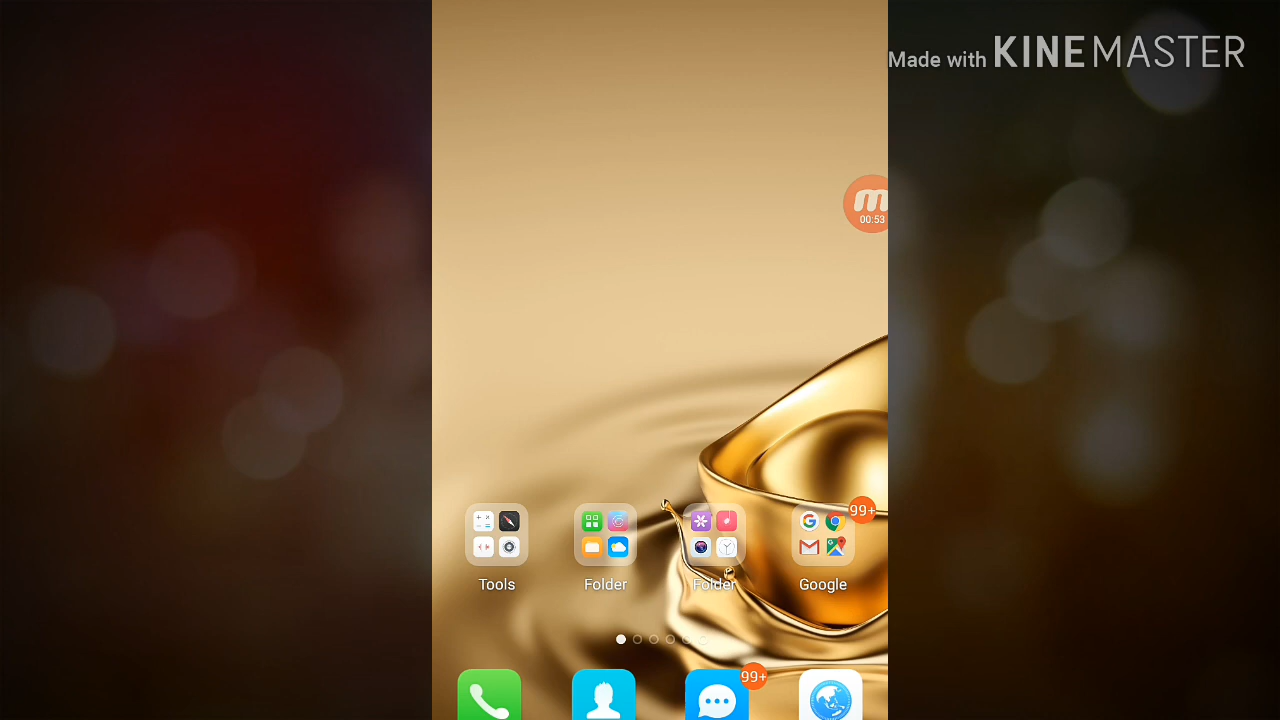 Made with KINEMASTER
00:53
99+
Tools
Folder
Folder
Google
99+